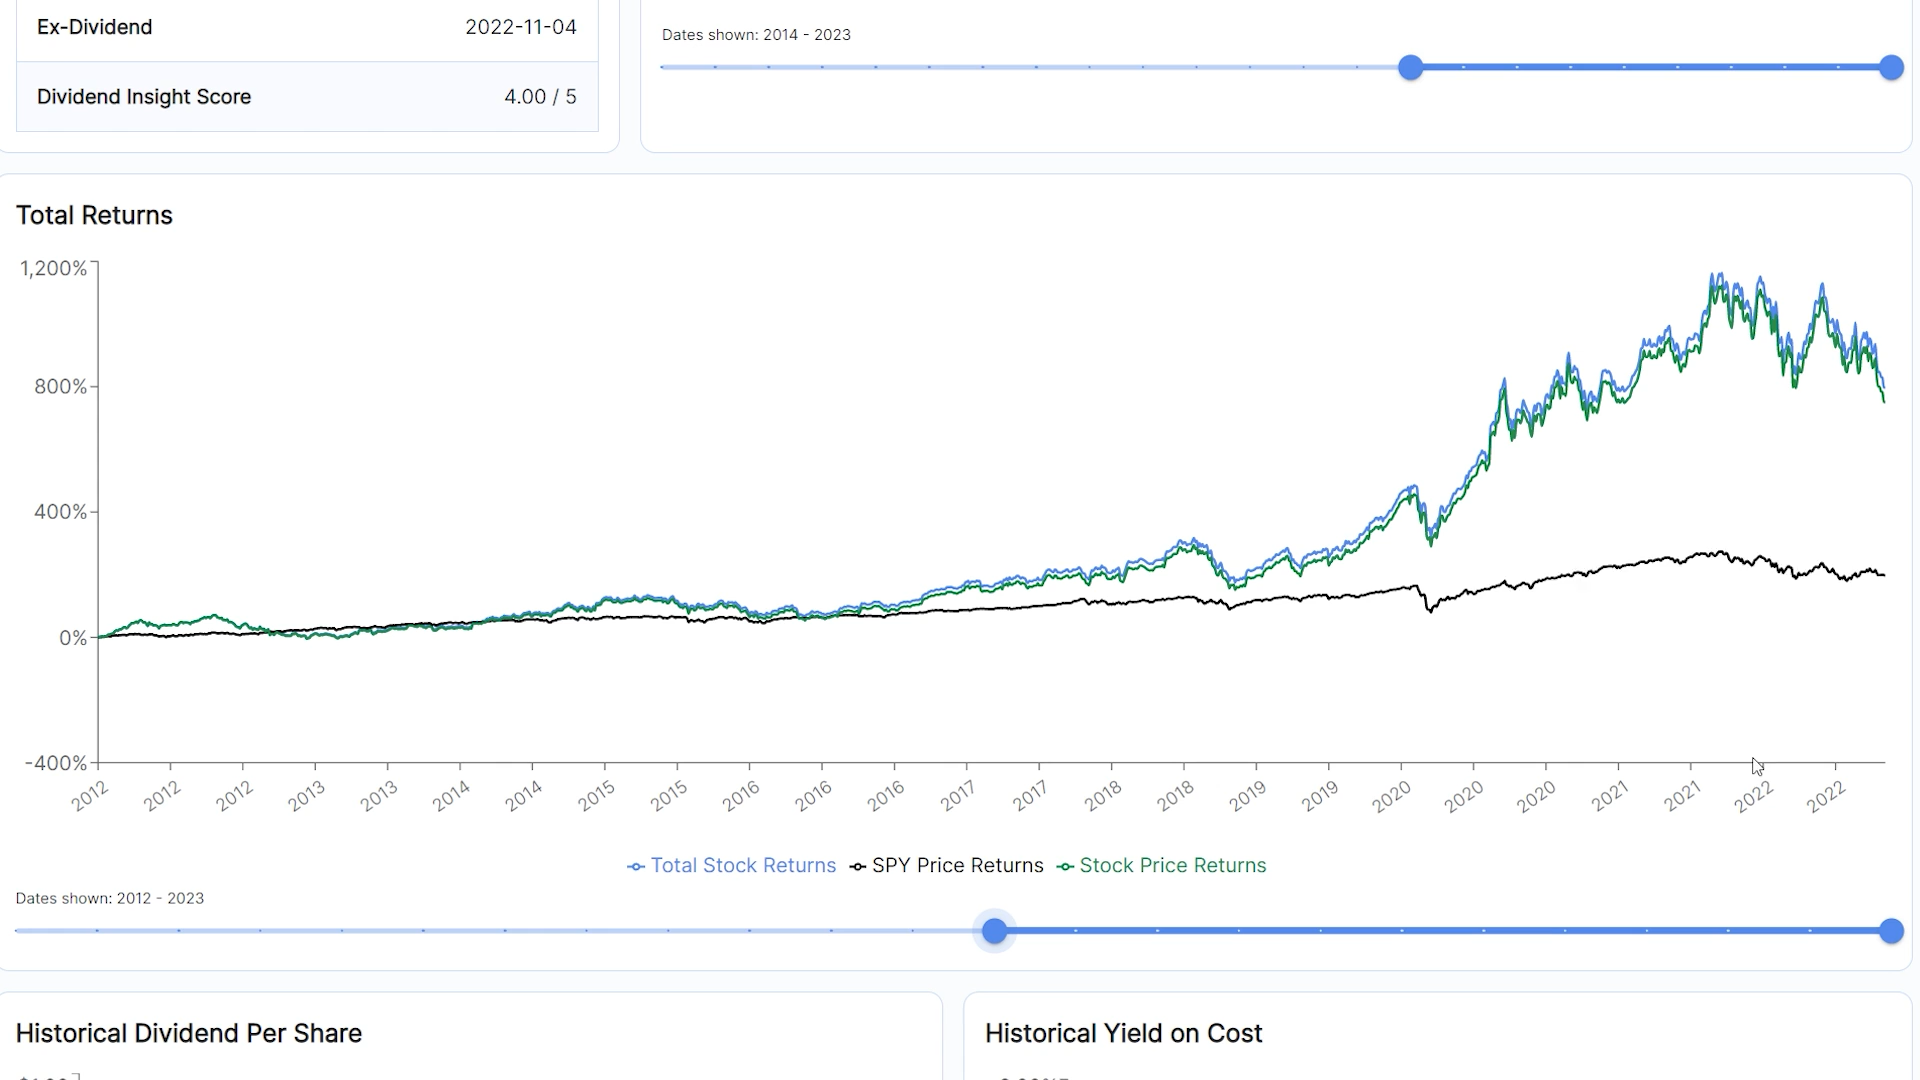 Ex-Dividend 2022-11-04
Dividend Insight Score 4.00 / 5
Dates shown: 2014 - 2023
Total Returns
1,200%
800%
400%
0%
-400%
2012 2012 2012 2013 2013 2014 2014 2015 2015 2016 2016 2016 2017 2017 2018 2018 2019 2019 2020 2020 2020 2021 2021 2022 2022
Total Stock Returns SPY Price Returns Stock Price Returns
Dates shown: 2012 - 2023
Historical Dividend Per Share
Historical Yield on Cost